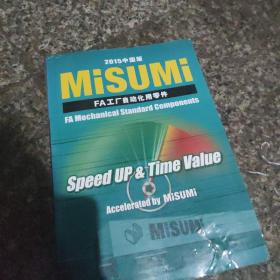 2015中国版
MiSUMi
FA工厂自动化用零件
FA Mechanical Standard Components
Speed UP & Time Value
Accelerated by MiSUMi
MiSUMi